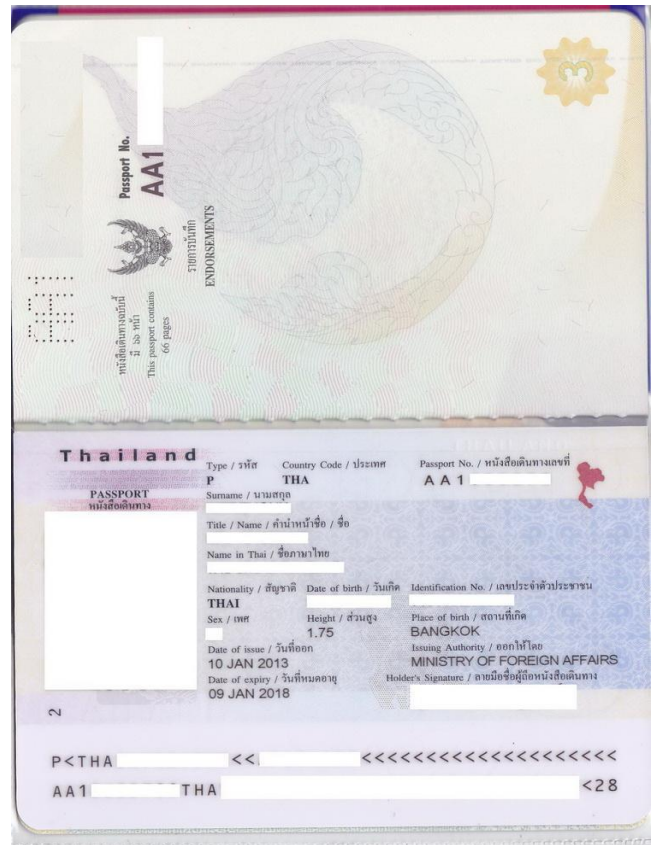 Passport No.
AA1
รายการบันทึก
ENDORSEMENTS
หนังสือเดินทางฉบับนี้
มี ๖๖ หน้า
This passport contains
66 pages
๓
Thailand
PASSPORT
หนังสือเดินทาง
Type / รหัส Country Code / ประเทศ Passport No. / หนังสือเดินทางเลขที่
P THA AA1
Surname / นามสกุล
Title / Name / คำนำหน้าชื่อ / ชื่อ
Name in Thai / ชื่อภาษาไทย
Nationality / สัญชาติ Date of birth / วันเกิด Identification No. / เลขประจำตัวประชาชน
THAI
Sex / เพศ Height / ส่วนสูง Place of birth / สถานที่เกิด
1.75 BANGKOK
Date of issue / วันที่ออก Issuing Authority / ออกให้โดย
10 JAN 2013 MINISTRY OF FOREIGN AFFAIRS
Date of expiry / วันที่หมดอายุ Holder's Signature / ลายมือชื่อผู้ถือหนังสือเดินทาง
09 JAN 2018
2
P<THA << <<<<<<<<<<<<<<<<<<<<<
AA1 THA <28